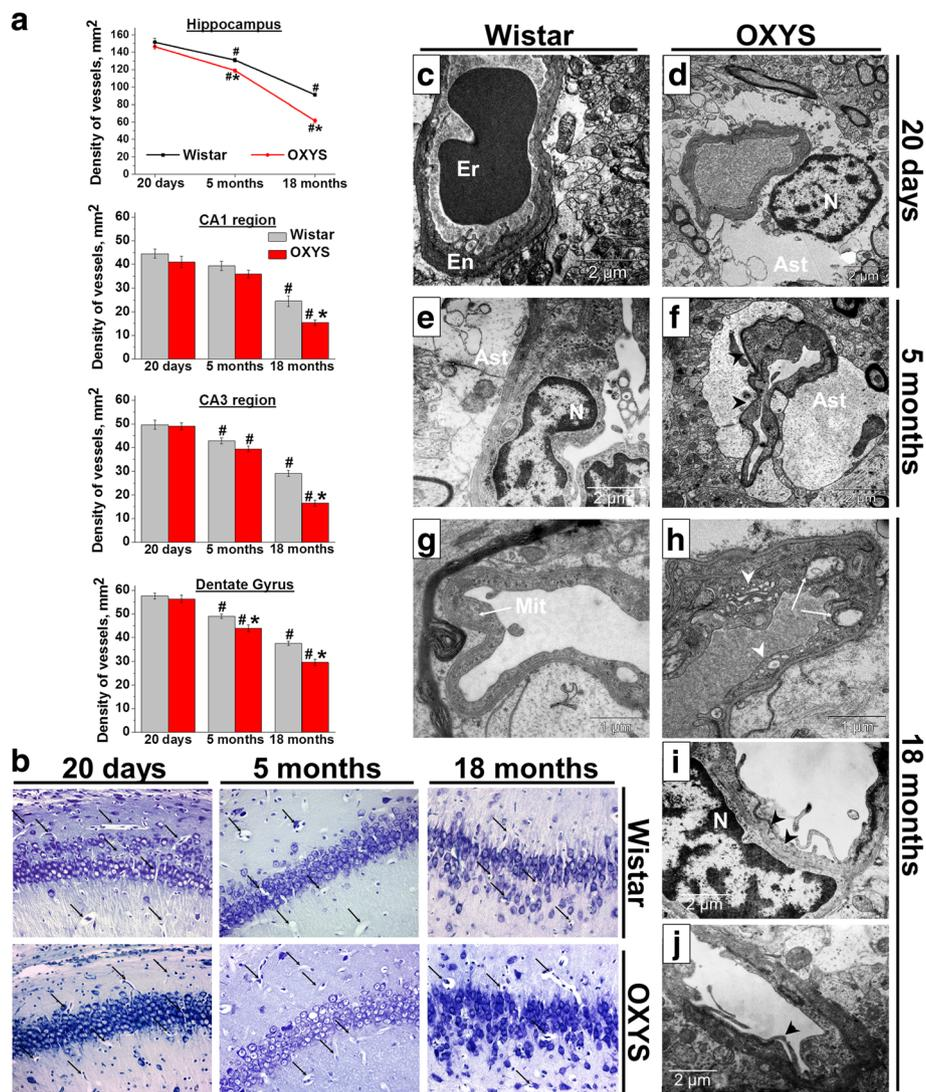 a
Hippocampus
Density of vessels, mm2
160
140
120
100
80
60
40
20
0
#
#*
#
#*
Wistar
OXYS
20 days
5 months
18 months
CA1 region
Density of vessels, mm2
60
50
40
30
20
10
0
Wistar
OXYS
#
#*
20 days
5 months
18 months
CA3 region
Density of vessels, mm2
60
50
40
30
20
10
0
#
#
#
#*
20 days
5 months
18 months
Dentate Gyrus
Density of vessels, mm2
60
50
40
30
20
10
0
#
#*
#
#*
20 days
5 months
18 months
b
20 days
5 months
18 months
Wistar
OXYS
Wistar
OXYS
c
Er
En
2 µm
d
N
Ast
2 µm
20 days
e
Ast
N
2 µm
f
Ast
2 µm
5 months
g
Mit
1 µm
h
1 µm
i
N
2 µm
j
2 µm
18 months